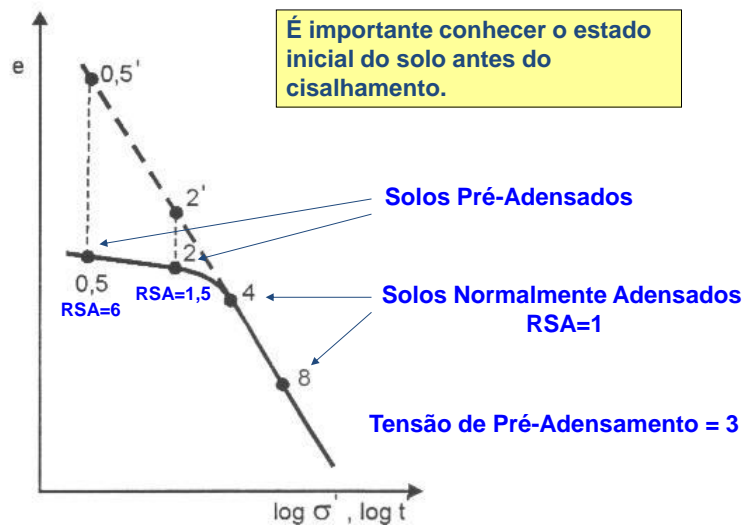 É importante conhecer o estado
inicial do solo antes do
cisalhamento.
e
0,5'
2'
Solos Pré-Adensados
2
0,5
RSA=6
RSA=1,5
4
Solos Normalmente Adensados
RSA=1
8
Tensão de Pré-Adensamento = 3
log σ' , log t